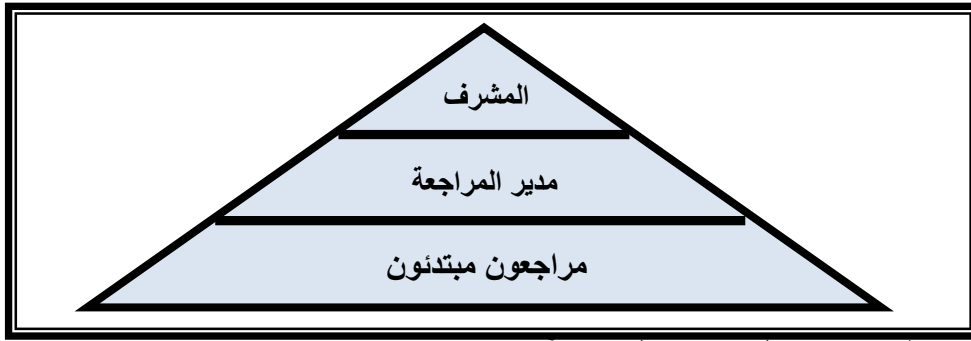 المشرف
مدير المراجعة
مراجعون مبتدئون